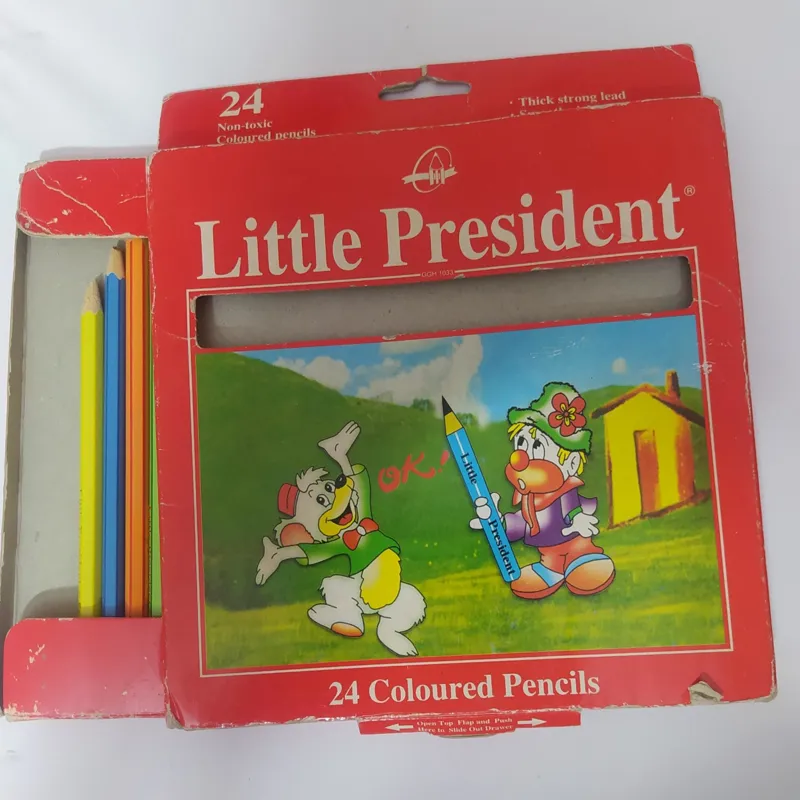 24
Non-toxic
Coloured pencils
· Thick strong lead
Little President®
OK!
Little President
24 Coloured Pencils
Open Top Flap and Push
Here to Slide Out Drawer